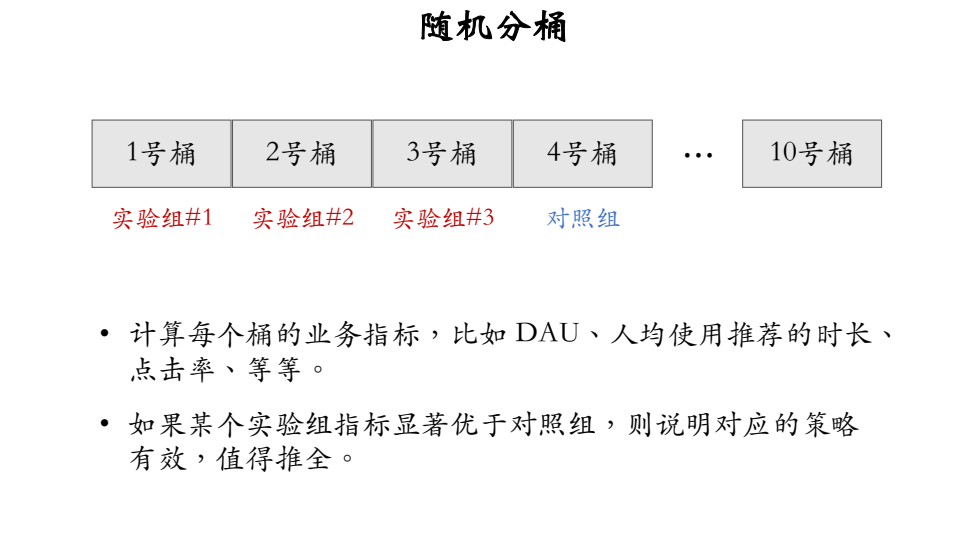 随机分桶
1号桶 2号桶 3号桶 4号桶 … 10号桶
实验组#1 实验组#2 实验组#3 对照组
• 计算每个桶的业务指标，比如 DAU、人均使用推荐的时长、
点击率、等等。
• 如果某个实验组指标显著优于对照组，则说明对应的策略
有效，值得推全。